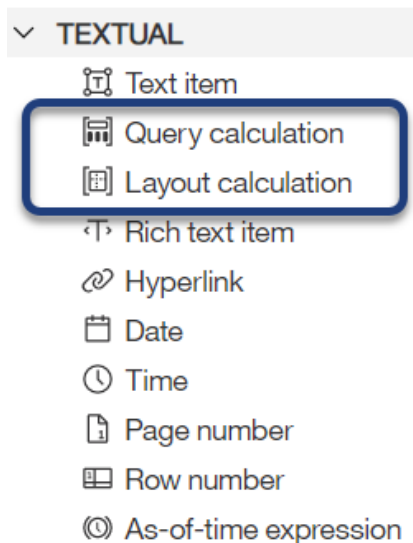 TEXTUAL
Text item
Query calculation
Layout calculation
Rich text item
Hyperlink
Date
Time
Page number
Row number
As-of-time expression